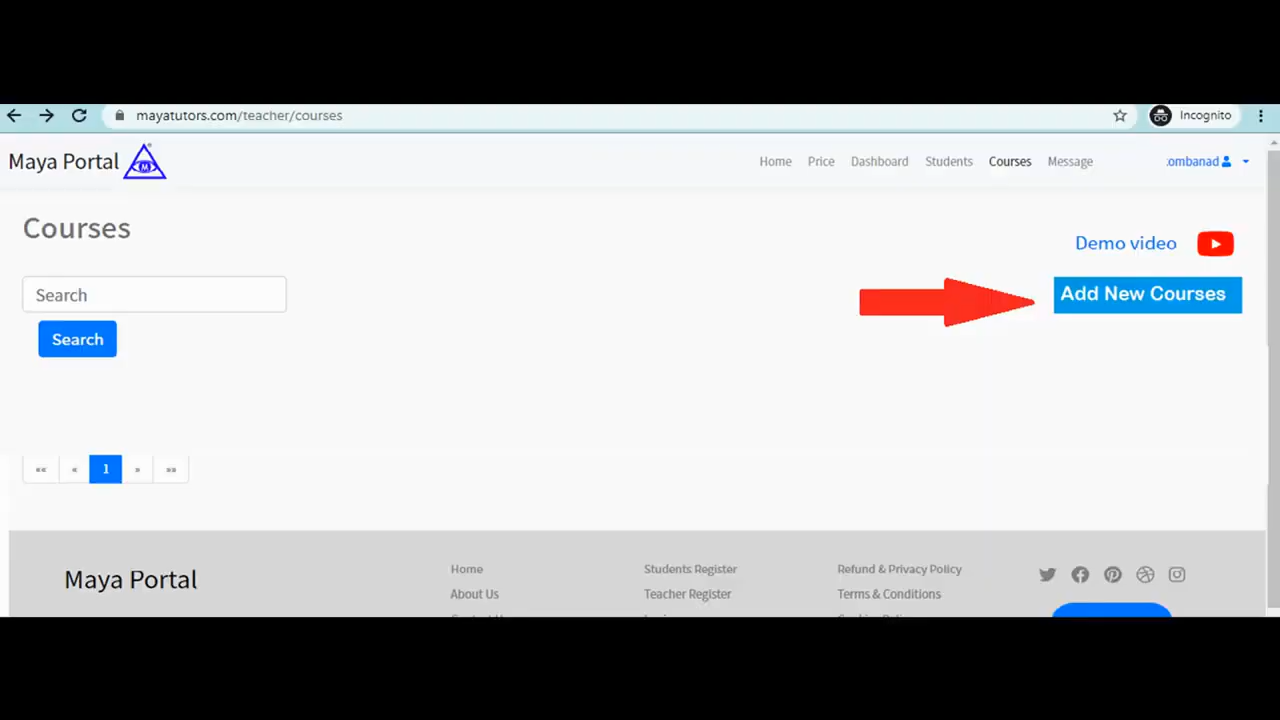 mayatutors.com/teacher/courses
Incognito
Maya Portal
M
Home Price Dashboard Students Courses Message
ombanad
Courses
Demo video
Search
Add New Courses
Search
«« « 1 » »»
Maya Portal
Home Students Register Refund & Privacy Policy
About Us Teacher Register Terms & Conditions